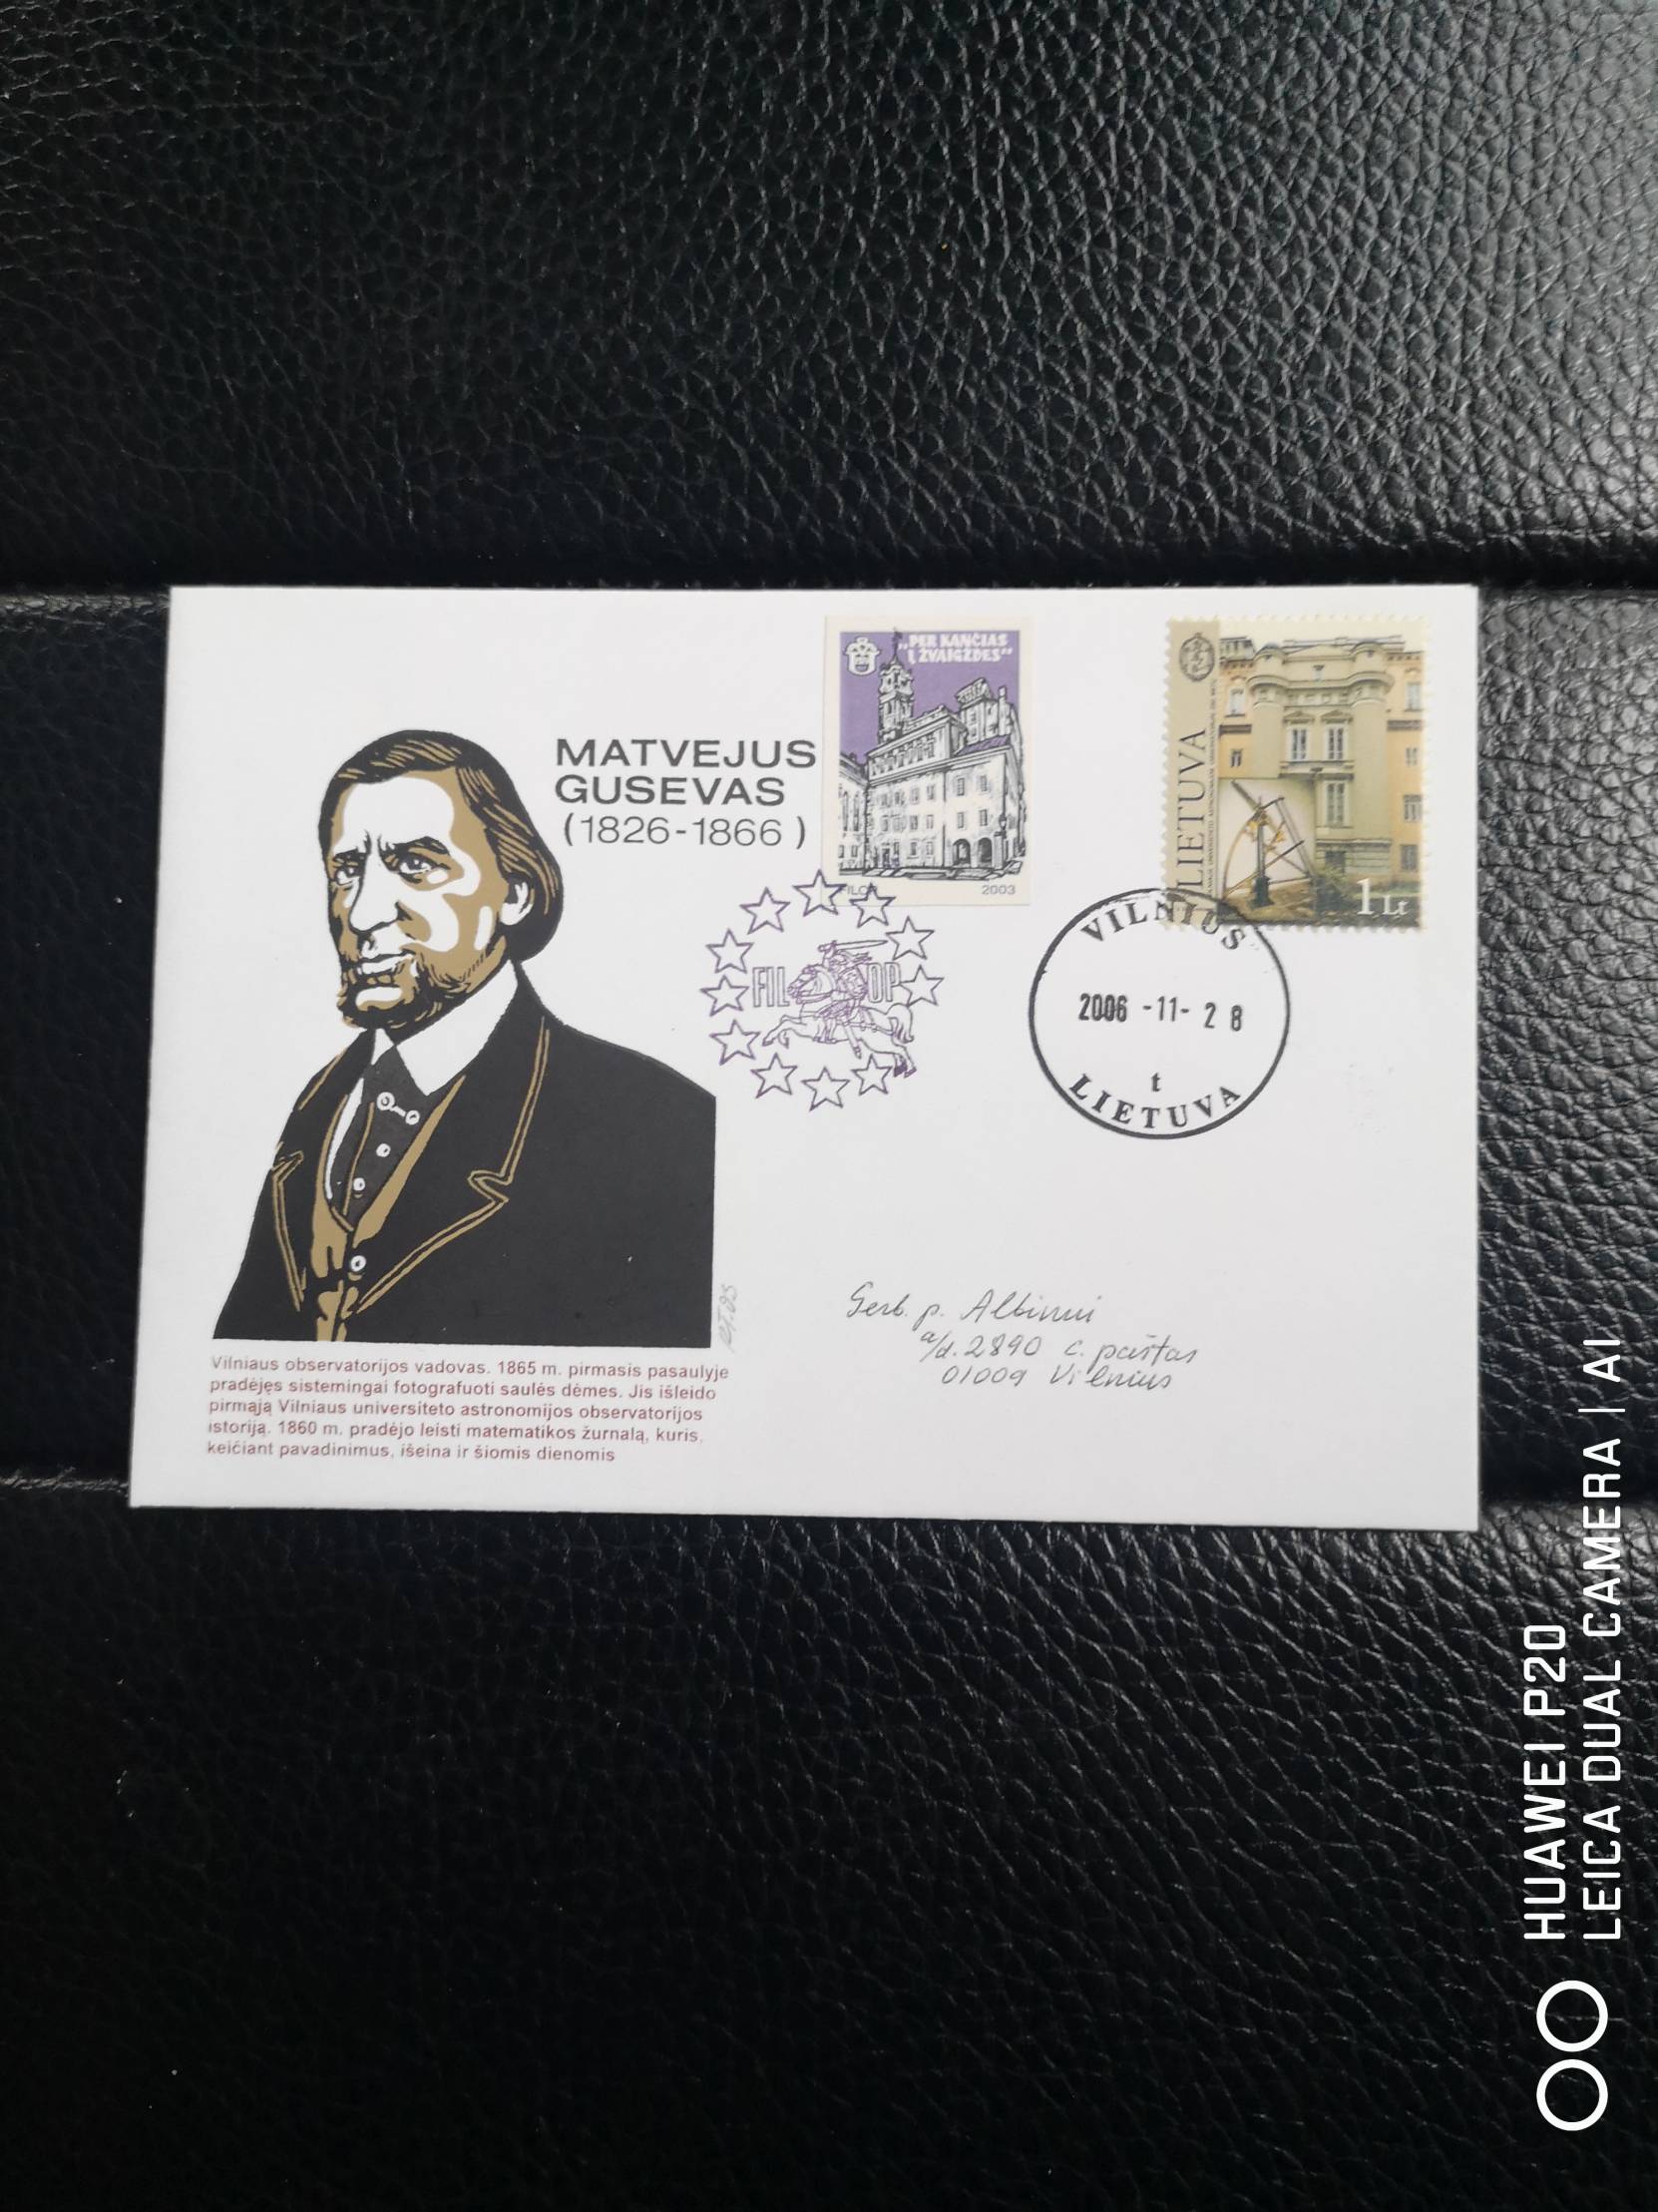 MATVEJUS
GUSEVAS
(1826-1866)
„PER KANČIAS
Į ŽVAIGŽDES“
2003
LIETUVA
1 Lt
FIL OP
VILNIUS
2006 -11- 2 8
t
LIETUVA
Gerb. p. Albinui
a/d. 2890 c. paštas
01009 Vilnius
Vilniaus observatorijos vadovas. 1865 m. pirmasis pasaulyje
pradėjęs sistemingai fotografuoti saulės dėmes. Jis išleido
pirmąją Vilniaus universiteto astronomijos observatorijos
istoriją. 1860 m. pradėjo leisti matematikos žurnalą, kuris,
keičiant pavadinimus, išeina ir šiomis dienomis
HUAWEI P20
LEICA DUAL CAMERA | AI